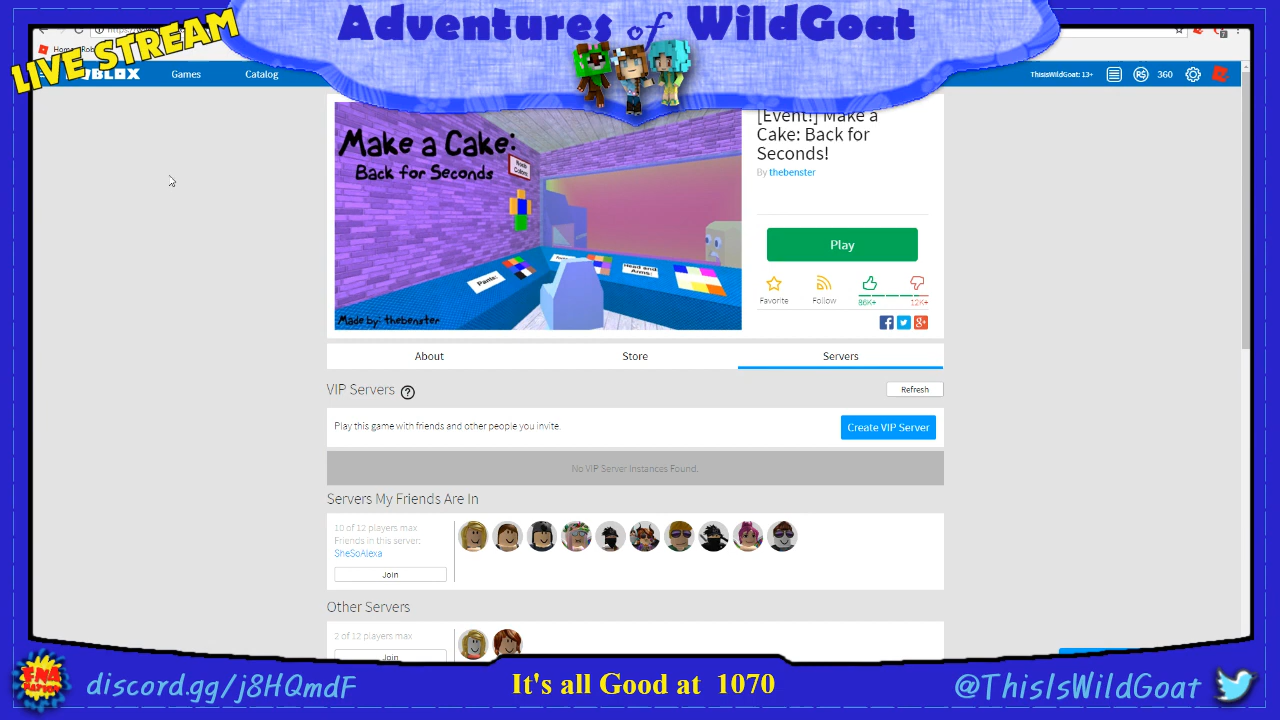 Adventures of WildGoat
LIVE STREAM
Games
Catalog
ThisIsWildGoat: 13+
R$
360
Make a Cake:
Back for Seconds
Pants:
Head and
Arms:
Made by: thebenster
[Event!] Make a
Cake: Back for
Seconds!
By thebenster
Play
Favorite
Follow
86K+
12K+
About
Store
Servers
VIP Servers
?
Refresh
Play this game with friends and other people you invite.
Create VIP Server
No VIP Server Instances Found.
Servers My Friends Are In
10 of 12 players max
Friends in this server:
SheSoAlexa
Join
Other Servers
2 of 12 players max
Join
discord.gg/j8HQmdF
It's all Good at 1070
@ThisIsWildGoat